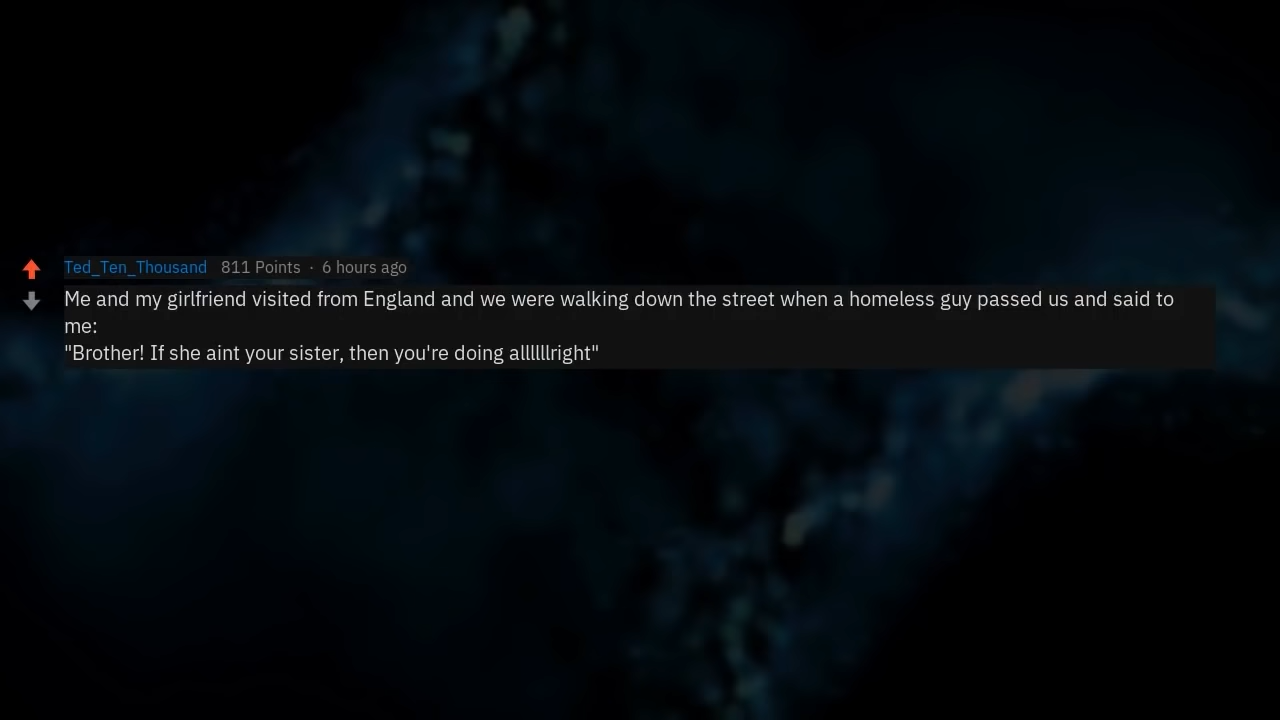 Ted_Ten_Thousand 811 Points · 6 hours ago
Me and my girlfriend visited from England and we were walking down the street when a homeless guy passed us and said to
me:
"Brother! If she aint your sister, then you're doing allllllright"